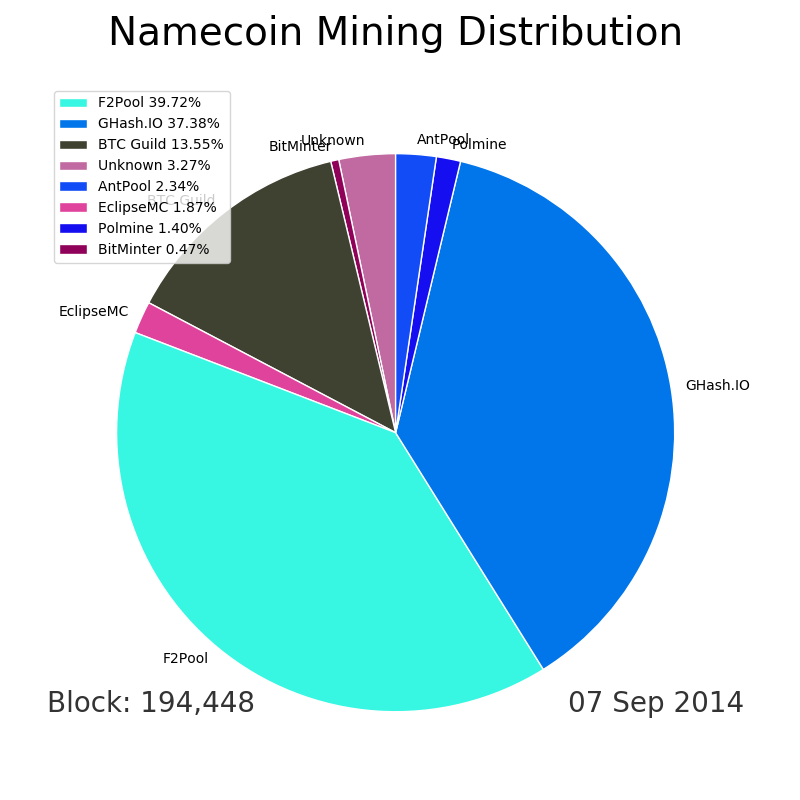 Namecoin Mining Distribution
F2Pool 39.72%
GHash.IO 37.38%
BTC Guild 13.55%
Unknown 3.27%
AntPool 2.34%
EclipseMC 1.87%
Polmine 1.40%
BitMinter 0.47%
Unknown
BitMinter
AntPool
Polmine
BTC Guild
EclipseMC
GHash.IO
F2Pool
Block: 194,448
07 Sep 2014